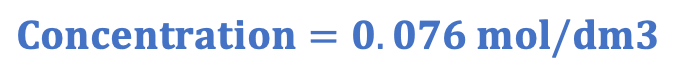 Concentration = 0.076 mol/dm3